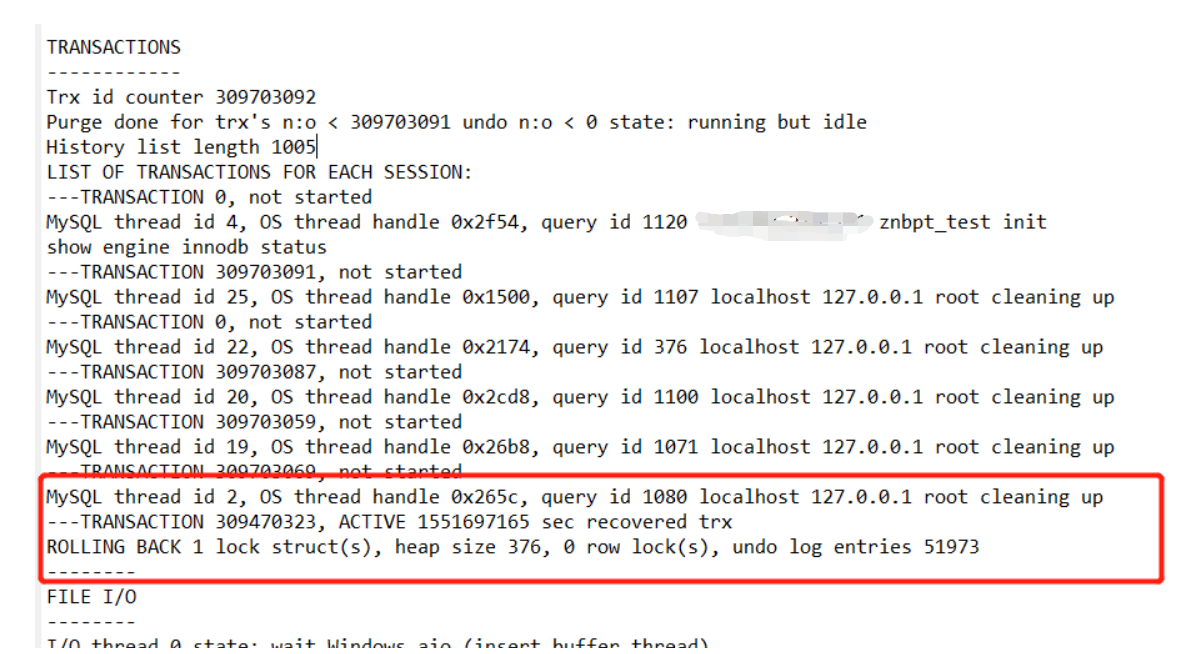 TRANSACTIONS
------------
Trx id counter 309703092
Purge done for trx's n:o < 309703091 undo n:o < 0 state: running but idle
History list length 1005
LIST OF TRANSACTIONS FOR EACH SESSION:
---TRANSACTION 0, not started
MySQL thread id 4, OS thread handle 0x2f54, query id 1120 znbpt_test init
show engine innodb status
---TRANSACTION 309703091, not started
MySQL thread id 25, OS thread handle 0x1500, query id 1107 localhost 127.0.0.1 root cleaning up
---TRANSACTION 0, not started
MySQL thread id 22, OS thread handle 0x2174, query id 376 localhost 127.0.0.1 root cleaning up
---TRANSACTION 309703087, not started
MySQL thread id 20, OS thread handle 0x2cd8, query id 1100 localhost 127.0.0.1 root cleaning up
---TRANSACTION 309703059, not started
MySQL thread id 19, OS thread handle 0x26b8, query id 1071 localhost 127.0.0.1 root cleaning up
---TRANSACTION 309703069, not started
MySQL thread id 2, OS thread handle 0x265c, query id 1080 localhost 127.0.0.1 root cleaning up
---TRANSACTION 309470323, ACTIVE 1551697165 sec recovered trx
ROLLING BACK 1 lock struct(s), heap size 376, 0 row lock(s), undo log entries 51973
--------
FILE I/O
--------
I/O thread 0 state: wait Windows aio (insert buffer thread)